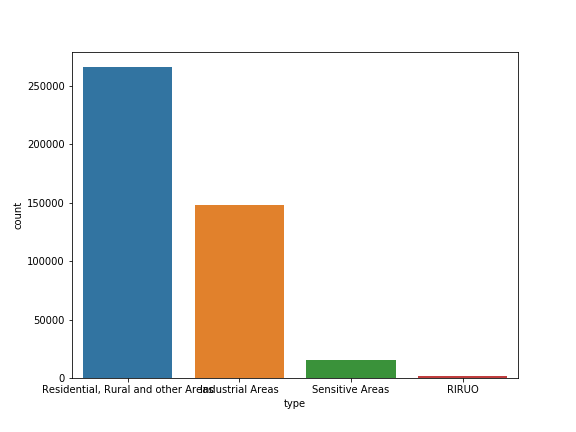 250000
200000
150000
100000
50000
0
count
Residential, Rural and other Areas
Industrial Areas
Sensitive Areas
RIRUO
type